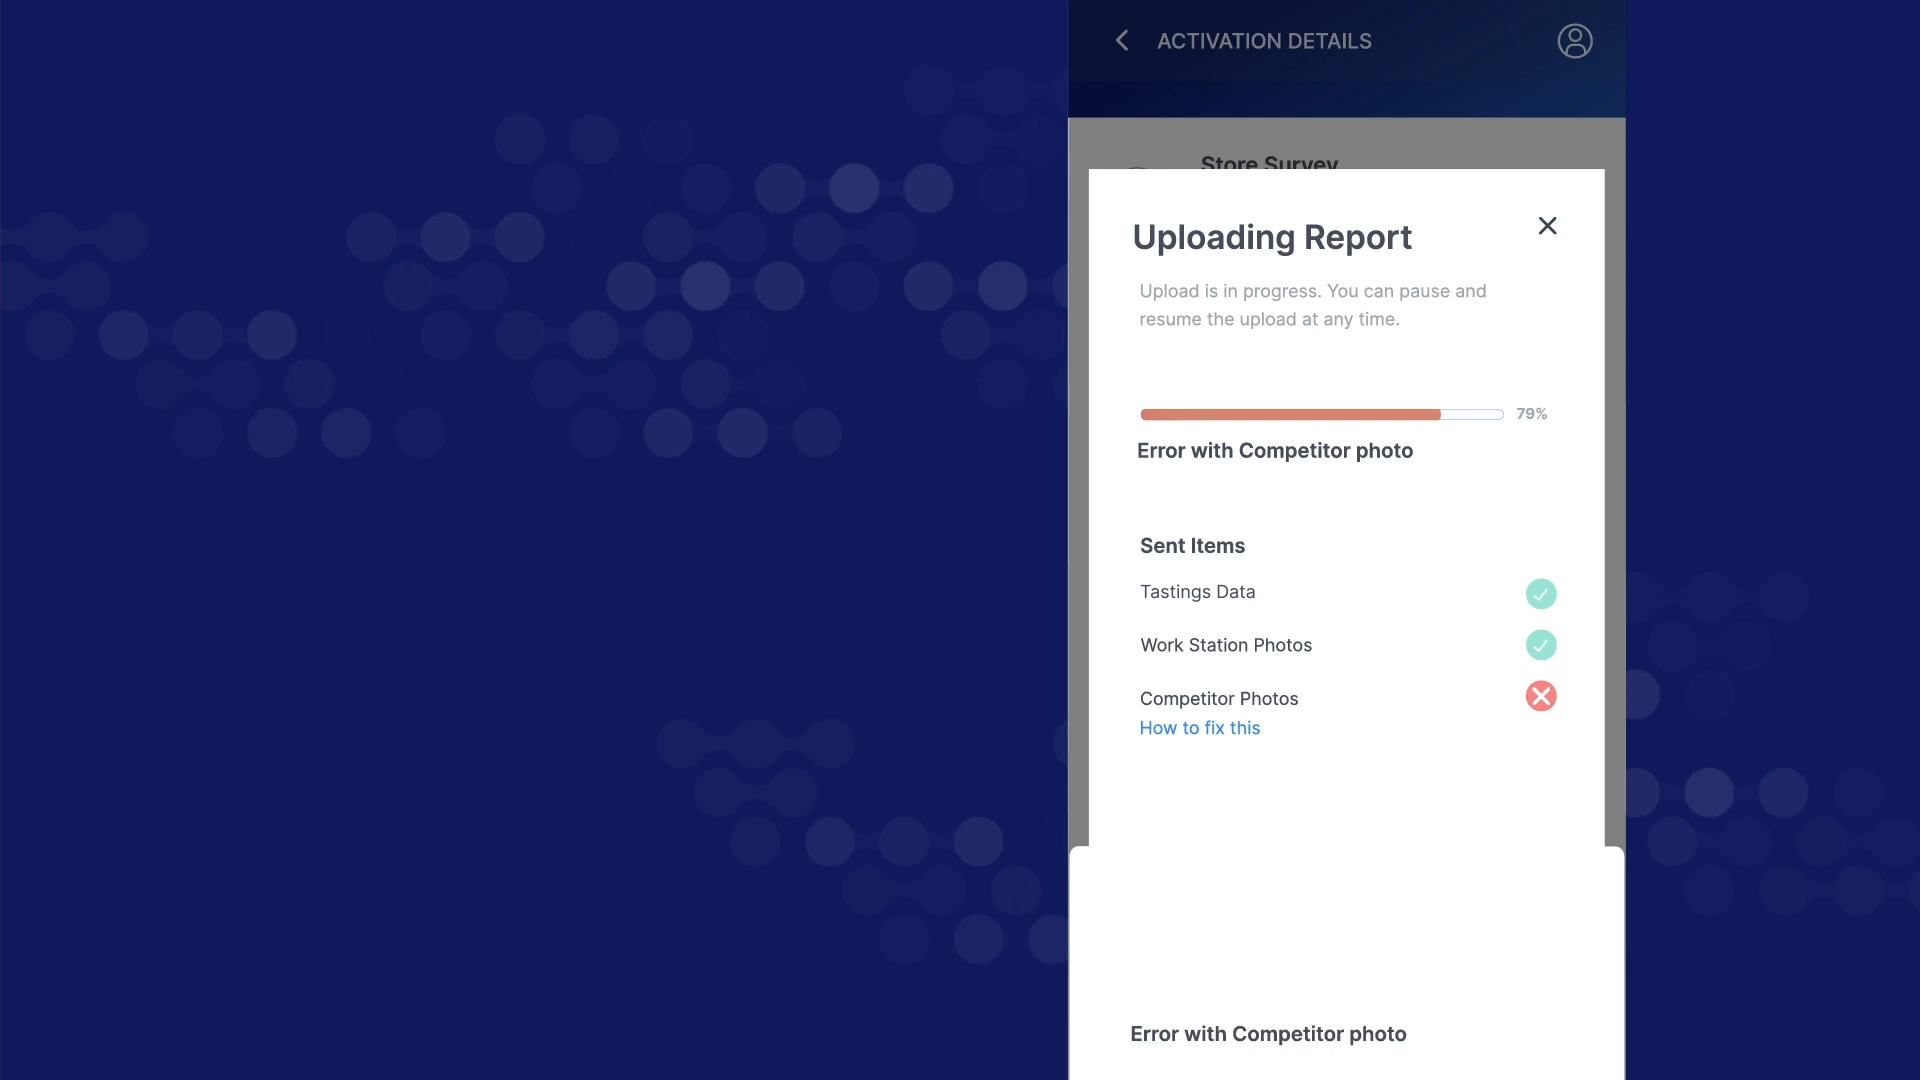 ACTIVATION DETAILS
Store Survey
Uploading Report
Upload is in progress. You can pause and
resume the upload at any time.
79%
Error with Competitor photo
Sent Items
Tastings Data
Work Station Photos
Competitor Photos
How to fix this
Error with Competitor photo